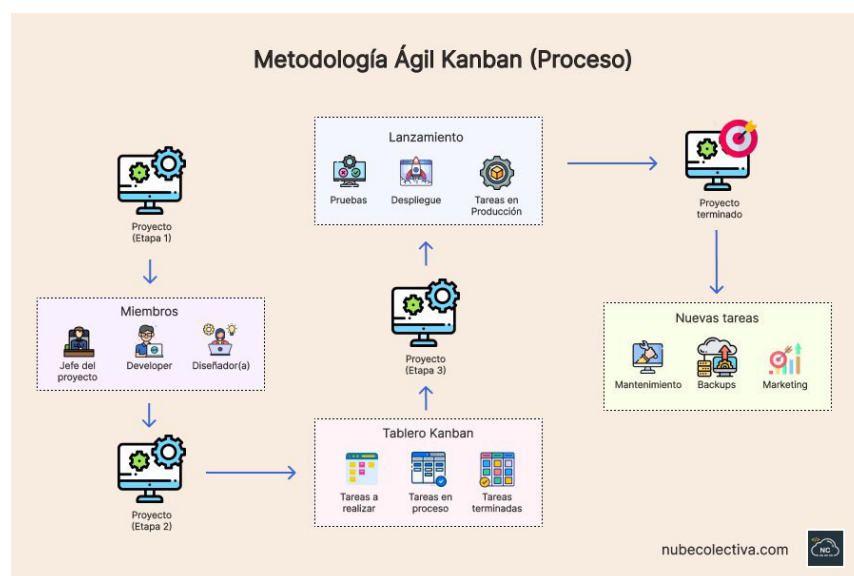 Metodología Ágil Kanban (Proceso)
Proyecto
(Etapa 1)
Miembros
Jefe del
proyecto
Developer
Diseñador(a)
Proyecto
(Etapa 2)
Tablero Kanban
Tareas a
realizar
Tareas en
proceso
Tareas
terminadas
Proyecto
(Etapa 3)
Lanzamiento
Pruebas
Despliegue
Tareas en
Producción
Proyecto
terminado
Nuevas tareas
Mantenimiento
Backups
Marketing
nubecolectiva.com
NC